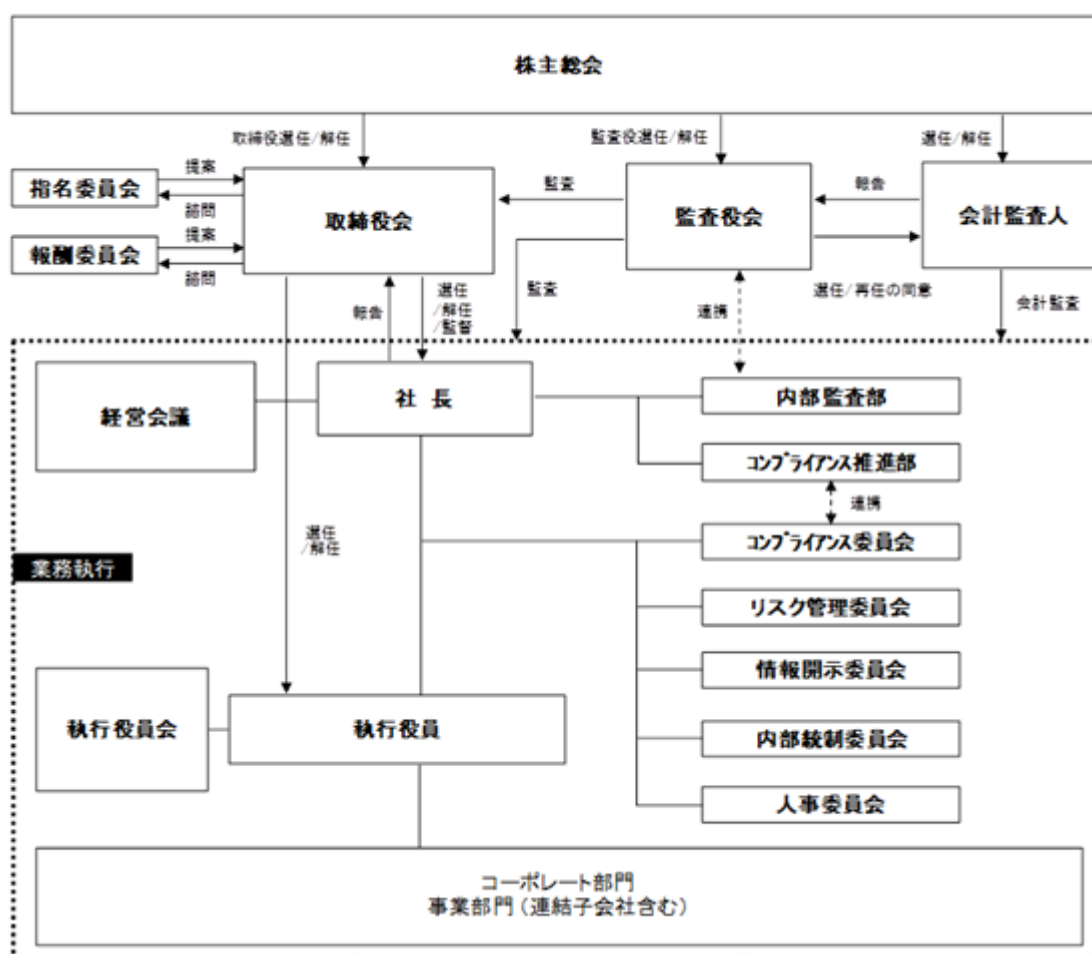 株主総会
取締役選任/解任
監査役選任/解任
選任/解任
指名委員会
提案
諮問
報酬委員会
提案
諮問
取締役会
監査
監査役会
報告
会計監査人
選任/再任の同意
監査
連携
会計監査
報告
選任
/解任
/監督
経営会議
社 長
内部監査部
コンプライアンス推進部
連携
コンプライアンス委員会
選任
/解任
業務執行
リスク管理委員会
情報開示委員会
執行役員会
執行役員
内部統制委員会
人事委員会
コーポレート部門
事業部門（連結子会社含む）